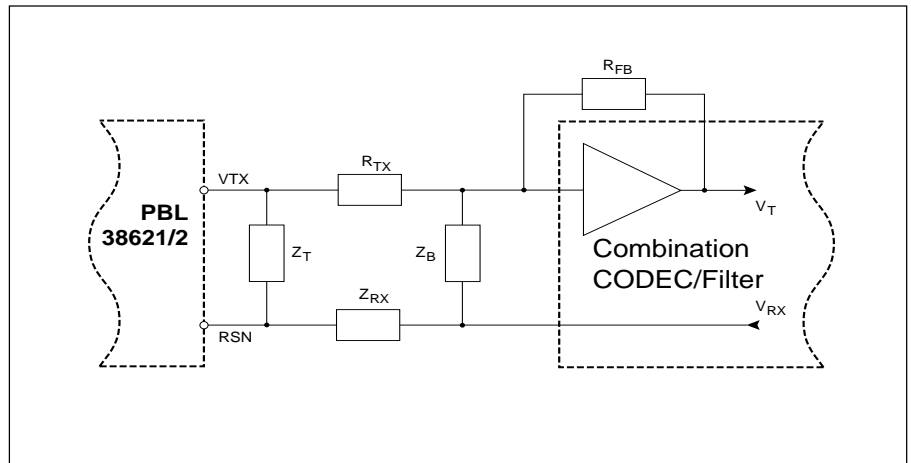 R_FB
R_TX
VTX
V_T
PBL
38621/2
Z_T
Z_B
Combination
CODEC/Filter
Z_RX
V_RX
RSN